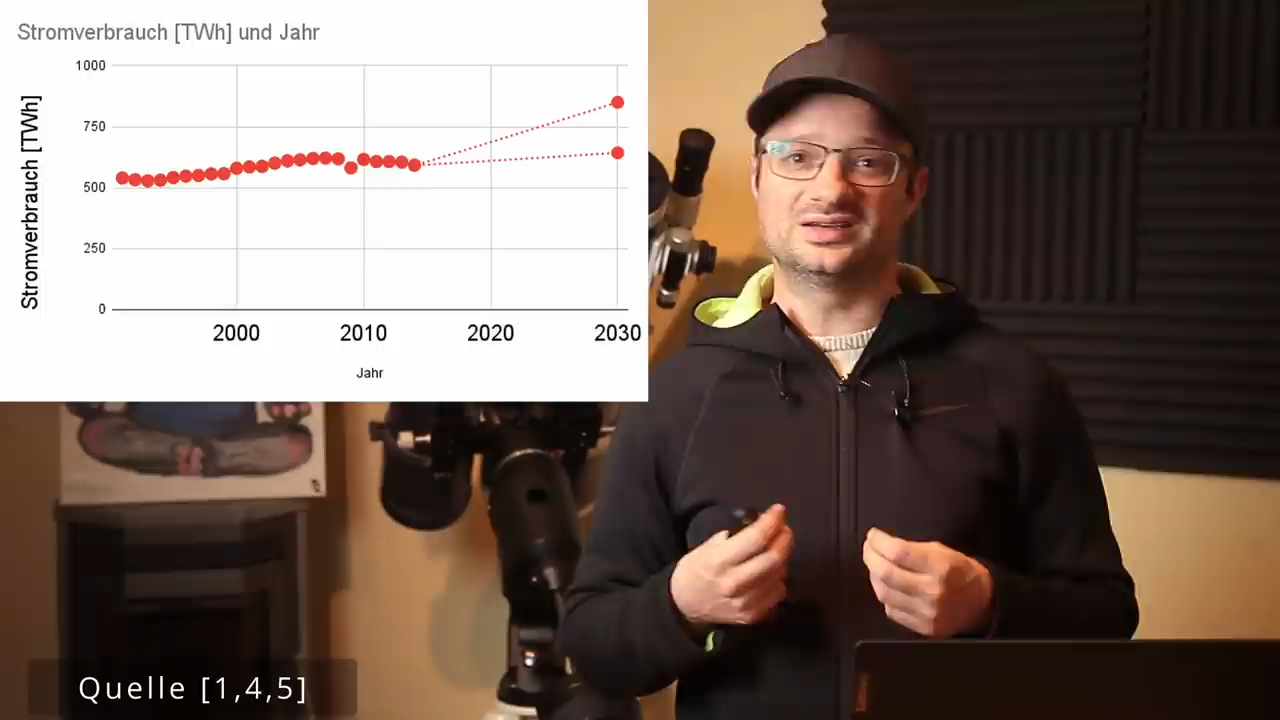 Stromverbrauch [TWh] und Jahr
Stromverbrauch [TWh]
1000
750
500
250
0
2000 2010 2020 2030
Jahr
Quelle [1,4,5]